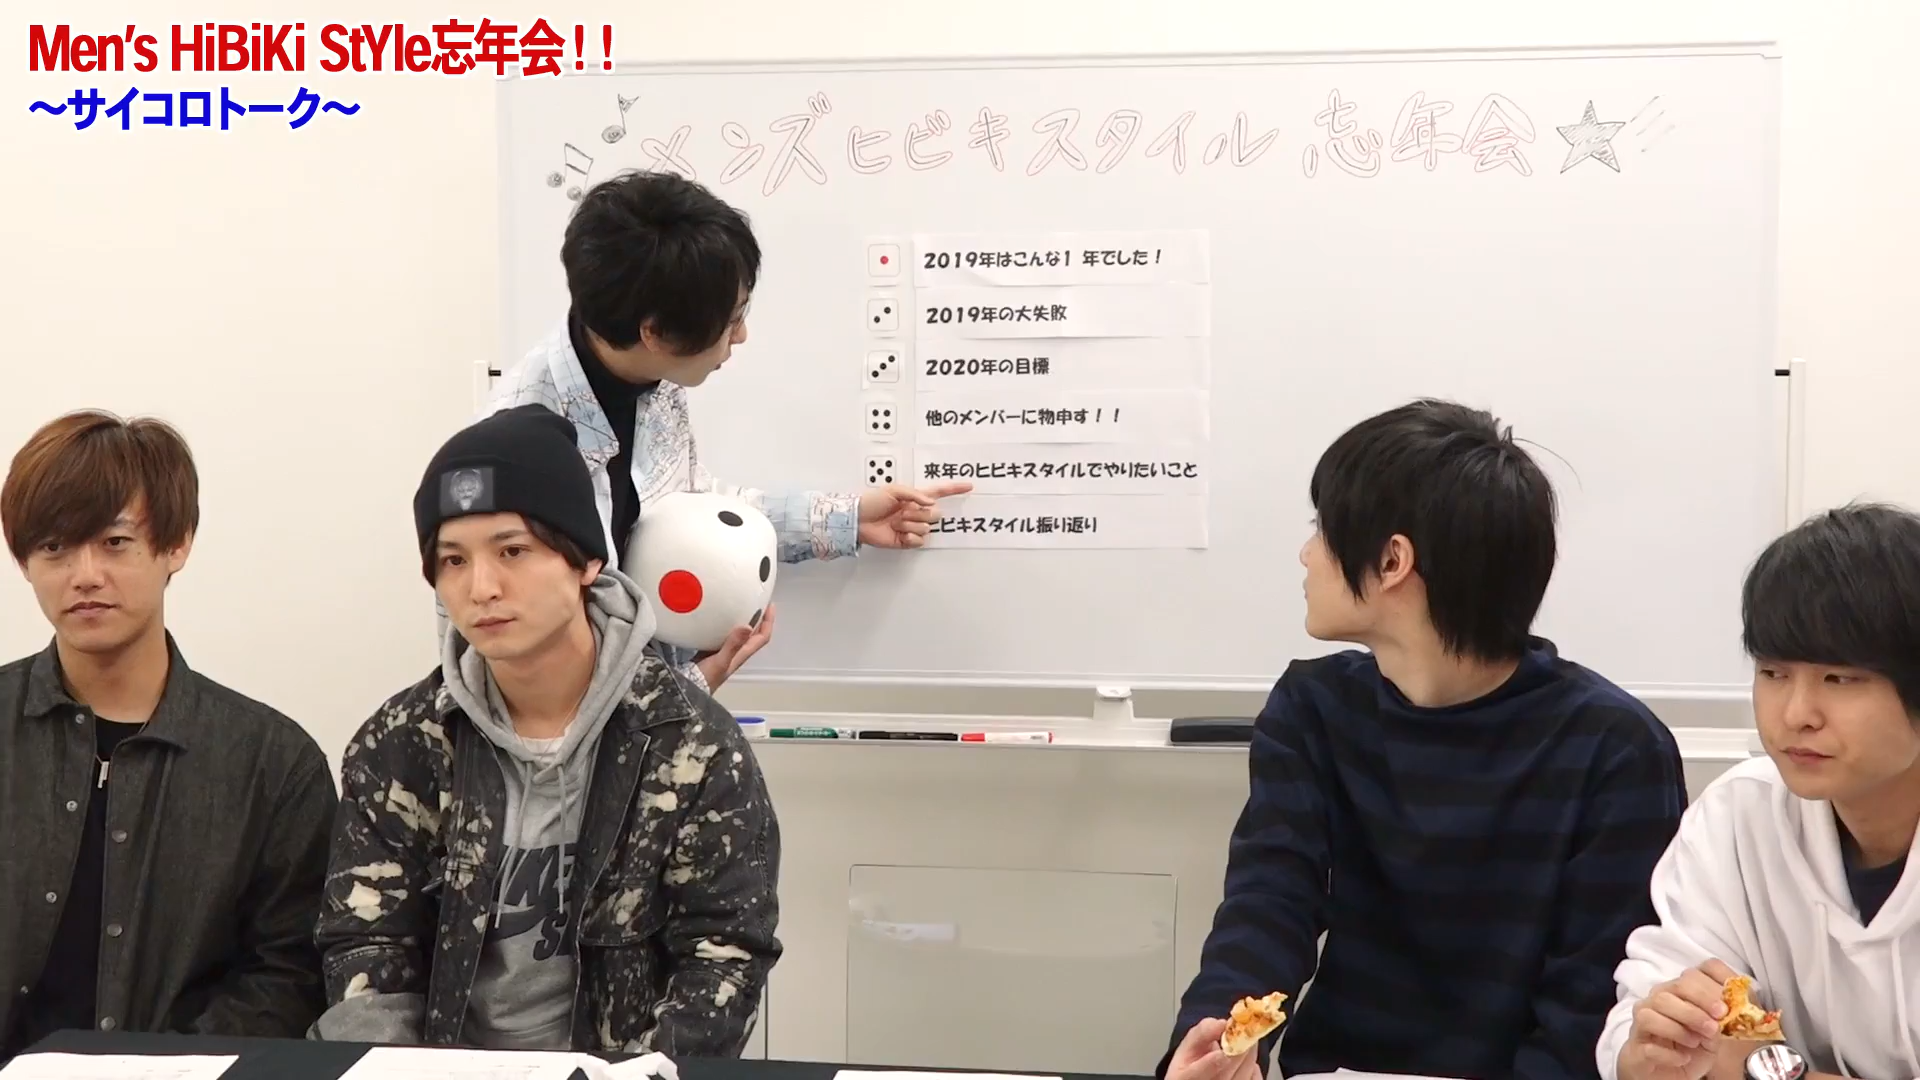 Men's HiBiKi StYle忘年会!!
～サイコロトーク～
メンズヒビキスタイル 忘年会
2019年はこんな1年でした!
2019年の大失敗
2020年の目標
他のメンバーに物申す!!
来年のヒビキスタイルでやりたいこと
ヒビキスタイル振り返り